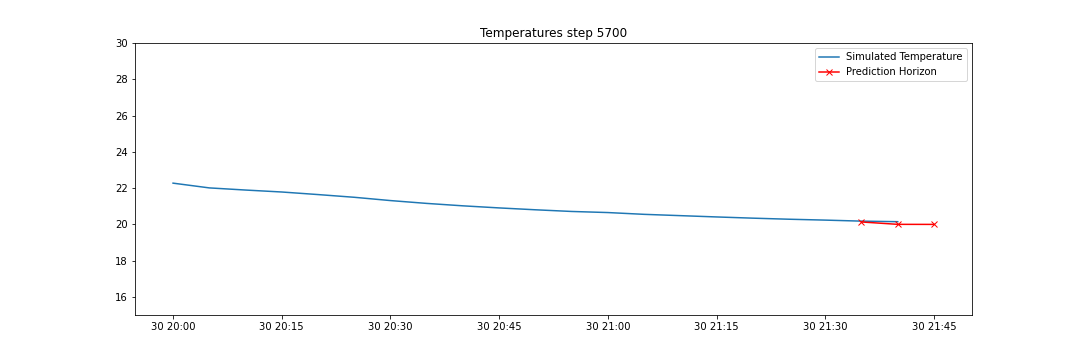 Temperatures step 5700
30
28
26
24
22
20
18
16
Simulated Temperature
Prediction Horizon
30 20:00 30 20:15 30 20:30 30 20:45 30 21:00 30 21:15 30 21:30 30 21:45